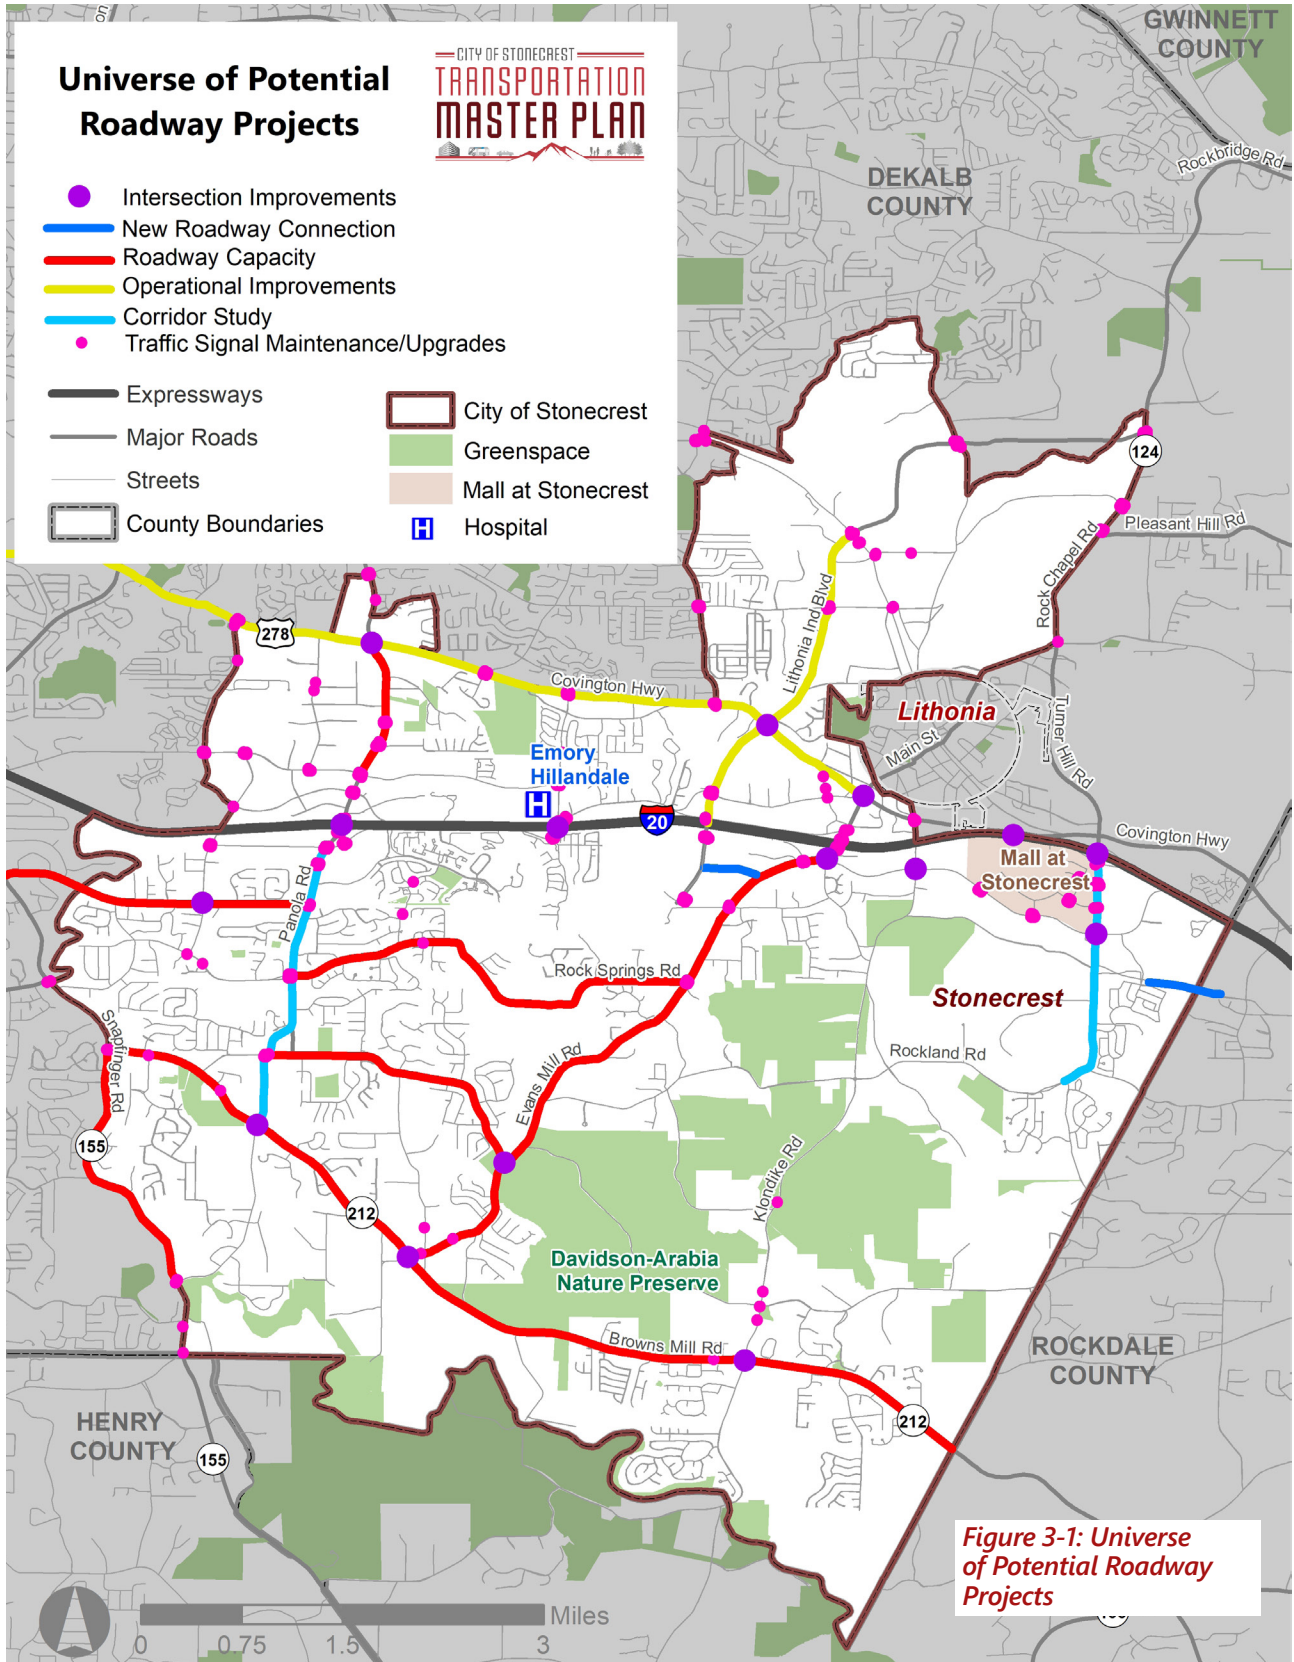 GWINNETT
COUNTY
Universe of Potential
Roadway Projects
CITY OF STONECREST
TRANSPORTATION
MASTER PLAN
Rockbridge Rd
DEKALB
COUNTY
Intersection Improvements
New Roadway Connection
Roadway Capacity
Operational Improvements
Corridor Study
Traffic Signal Maintenance/Upgrades
Expressways
Major Roads
Streets
County Boundaries
City of Stonecrest
Greenspace
Mall at Stonecrest
H Hospital
124
Pleasant Hill Rd
Rock Chapel Rd
278
Lithonia Ind Blvd
Covington Hwy
Lithonia
Main St
Turner Hill Rd
Emory
Hillandale
H
20
Covington Hwy
Mall at
Stonecrest
Panola Rd
Rock Springs Rd
Stonecrest
Snapfinger Rd
Rockland Rd
Evans Mill Rd
155
Klondike Rd
212
Davidson-Arabia
Nature Preserve
Browns Mill Rd
ROCKDALE
COUNTY
212
HENRY
COUNTY
155
Figure 3-1: Universe
of Potential Roadway
Projects
Miles
0 0.75 1.5 3